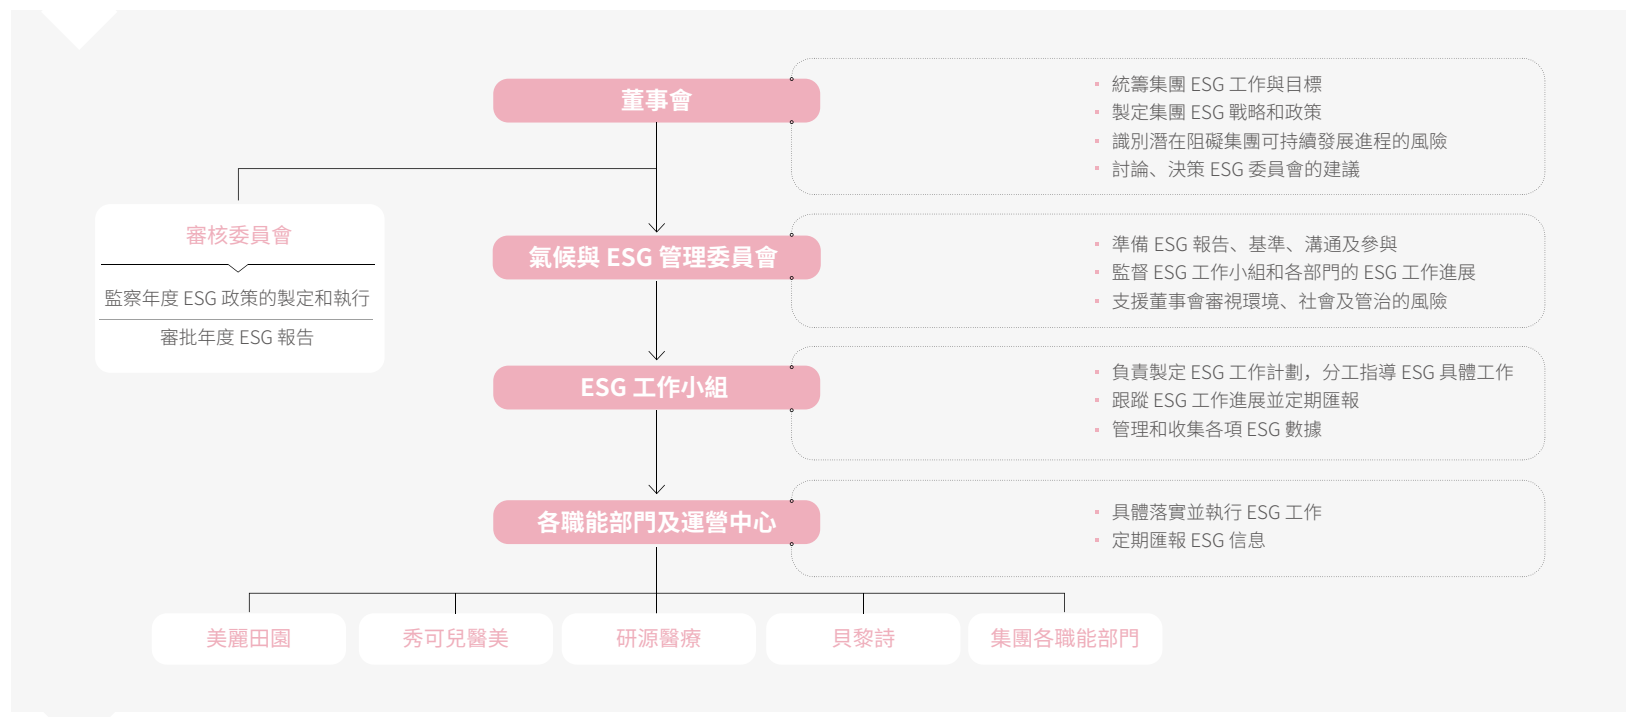 董事會
統籌集團 ESG 工作與目標
製定集團 ESG 戰略和政策
識別潛在阻礙集團可持續發展進程的風險
討論、決策 ESG 委員會的建議
審核委員會
監察年度 ESG 政策的製定和執行
審批年度 ESG 報告
氣候與 ESG 管理委員會
準備 ESG 報告、基準、溝通及參與
監督 ESG 工作小組和各部門的 ESG 工作進展
支援董事會審視環境、社會及管治的風險
ESG 工作小組
負責製定 ESG 工作計劃，分工指導 ESG 具體工作
跟蹤 ESG 工作進展並定期匯報
管理和收集各項 ESG 數據
各職能部門及運營中心
具體落實並執行 ESG 工作
定期匯報 ESG 信息
美麗田園
秀可兒醫美
研源醫療
貝黎詩
集團各職能部門